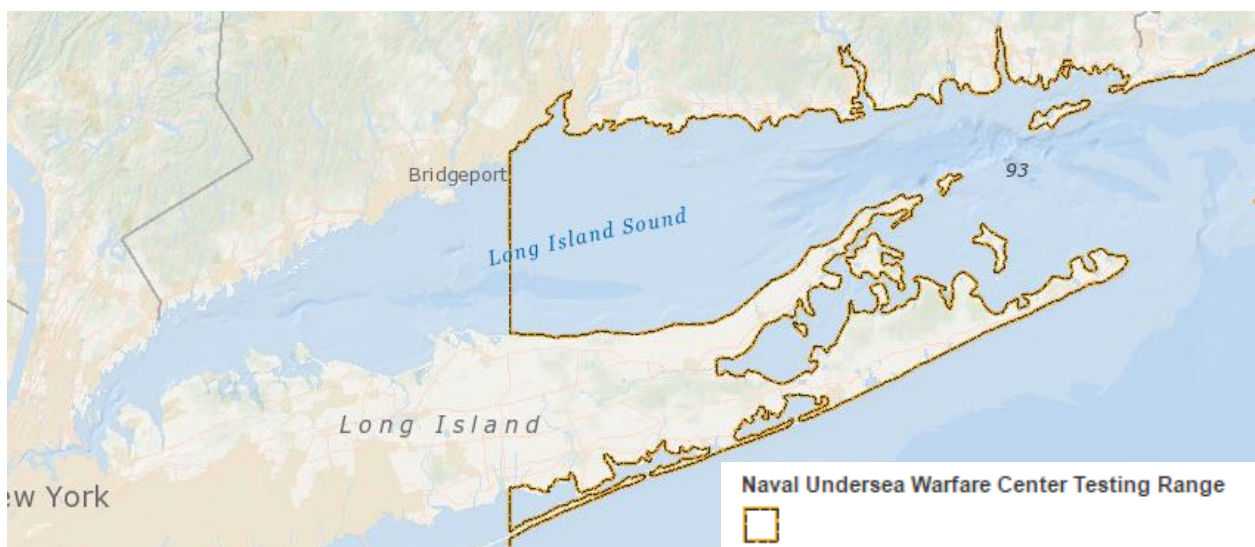 Bridgeport
93
Long Island Sound
Long Island
ew York
Naval Undersea Warfare Center Testing Range